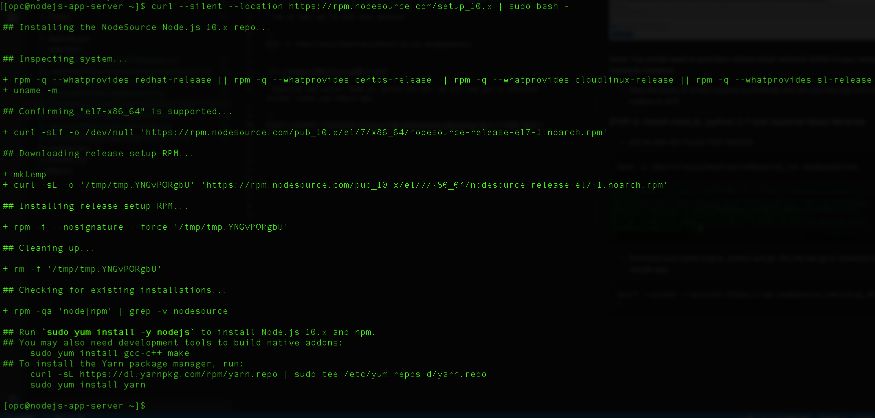 [opc@nodejs-app-server ~]$ curl --silent --location https://rpm.nodesource.com/setup_10.x | sudo bash -
## Installing the NodeSource Node.js 10.x repo...
## Inspecting system...
+ rpm -q --whatprovides redhat-release || rpm -q --whatprovides centos-release || rpm -q --whatprovides cloudlinux-release || rpm -q --whatprovides sl-release
+ uname -m
## Confirming "el7-x86_64" is supported...
+ curl -sLf -o /dev/null 'https://rpm.nodesource.com/pub_10.x/el/7/x86_64/nodesource-release-el7-1.noarch.rpm'
## Downloading release setup RPM...
+ mktemp
+ curl -sL -o '/tmp/tmp.YNGvPORgbU' 'https://rpm.nodesource.com/pub_10.x/el/7/x86_64/nodesource-release-el7-1.noarch.rpm'
## Installing release setup RPM...
+ rpm -i --nosignature --force '/tmp/tmp.YNGvPORgbU'
## Cleaning up...
+ rm -f '/tmp/tmp.YNGvPORgbU'
## Checking for existing installations...
+ rpm -qa 'node|npm' | grep -v nodesource
## Run `sudo yum install -y nodejs` to install Node.js 10.x and npm.
## You may also need development tools to build native addons:
sudo yum install gcc-c++ make
## To install the Yarn package manager, run:
curl -sL https://dl.yarnpkg.com/rpm/yarn.repo | sudo tee /etc/yum.repos.d/yarn.repo
sudo yum install yarn
[opc@nodejs-app-server ~]$